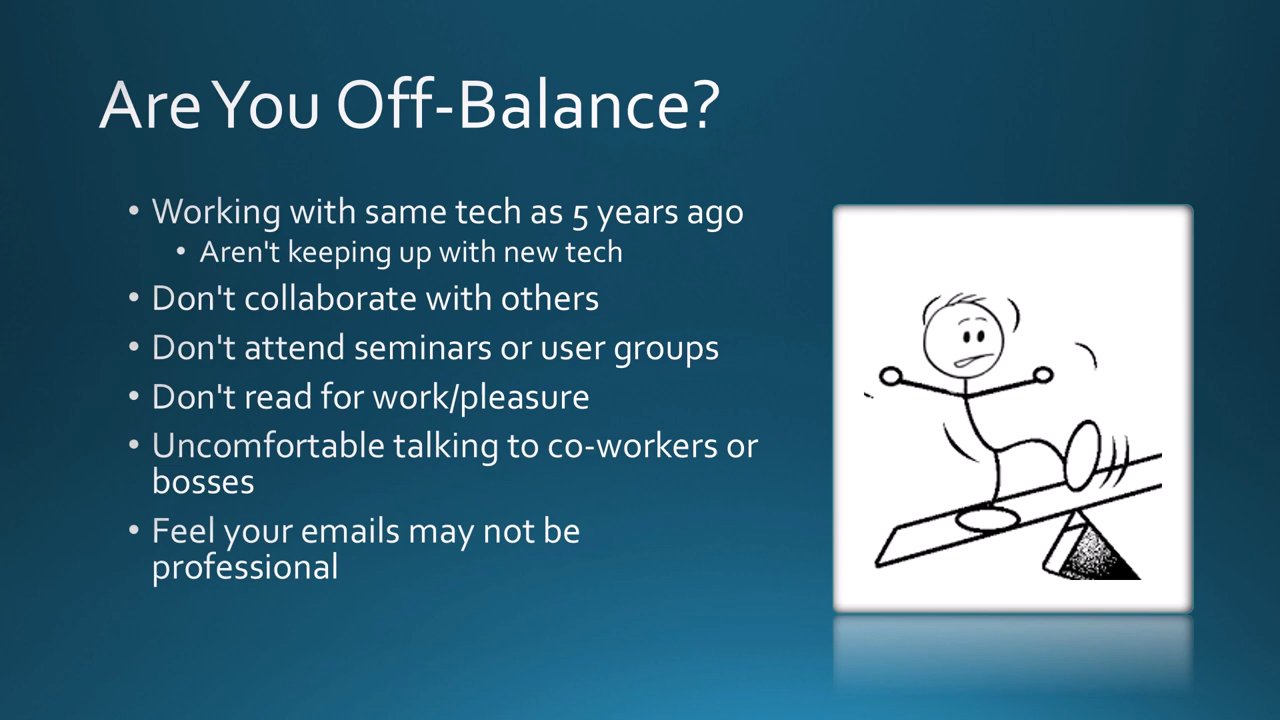 Are You Off-Balance?
• Working with same tech as 5 years ago
• Aren't keeping up with new tech
• Don't collaborate with others
• Don't attend seminars or user groups
• Don't read for work/pleasure
• Uncomfortable talking to co-workers or
bosses
• Feel your emails may not be
professional